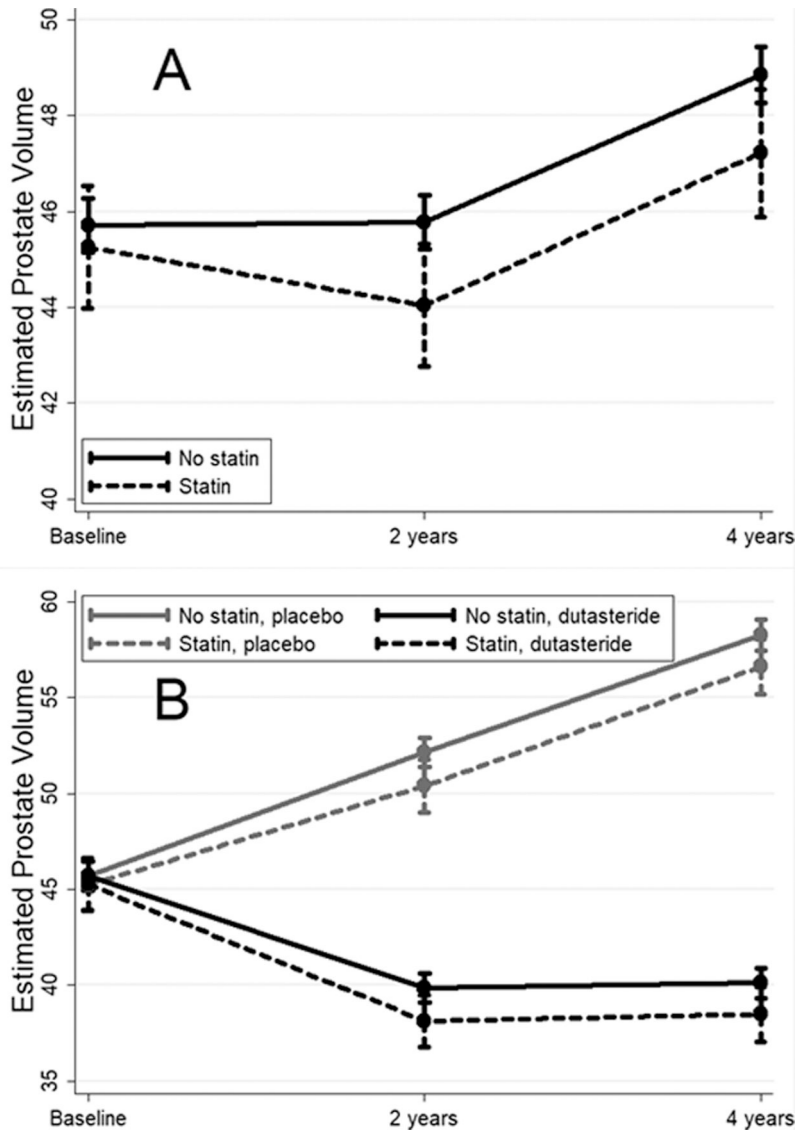 A
Estimated Prostate Volume
50
48
46
44
42
40
No statin
Statin
Baseline 2 years 4 years
No statin, placebo No statin, dutasteride
Statin, placebo Statin, dutasteride
B
Estimated Prostate Volume
60
55
50
45
40
35
Baseline 2 years 4 years